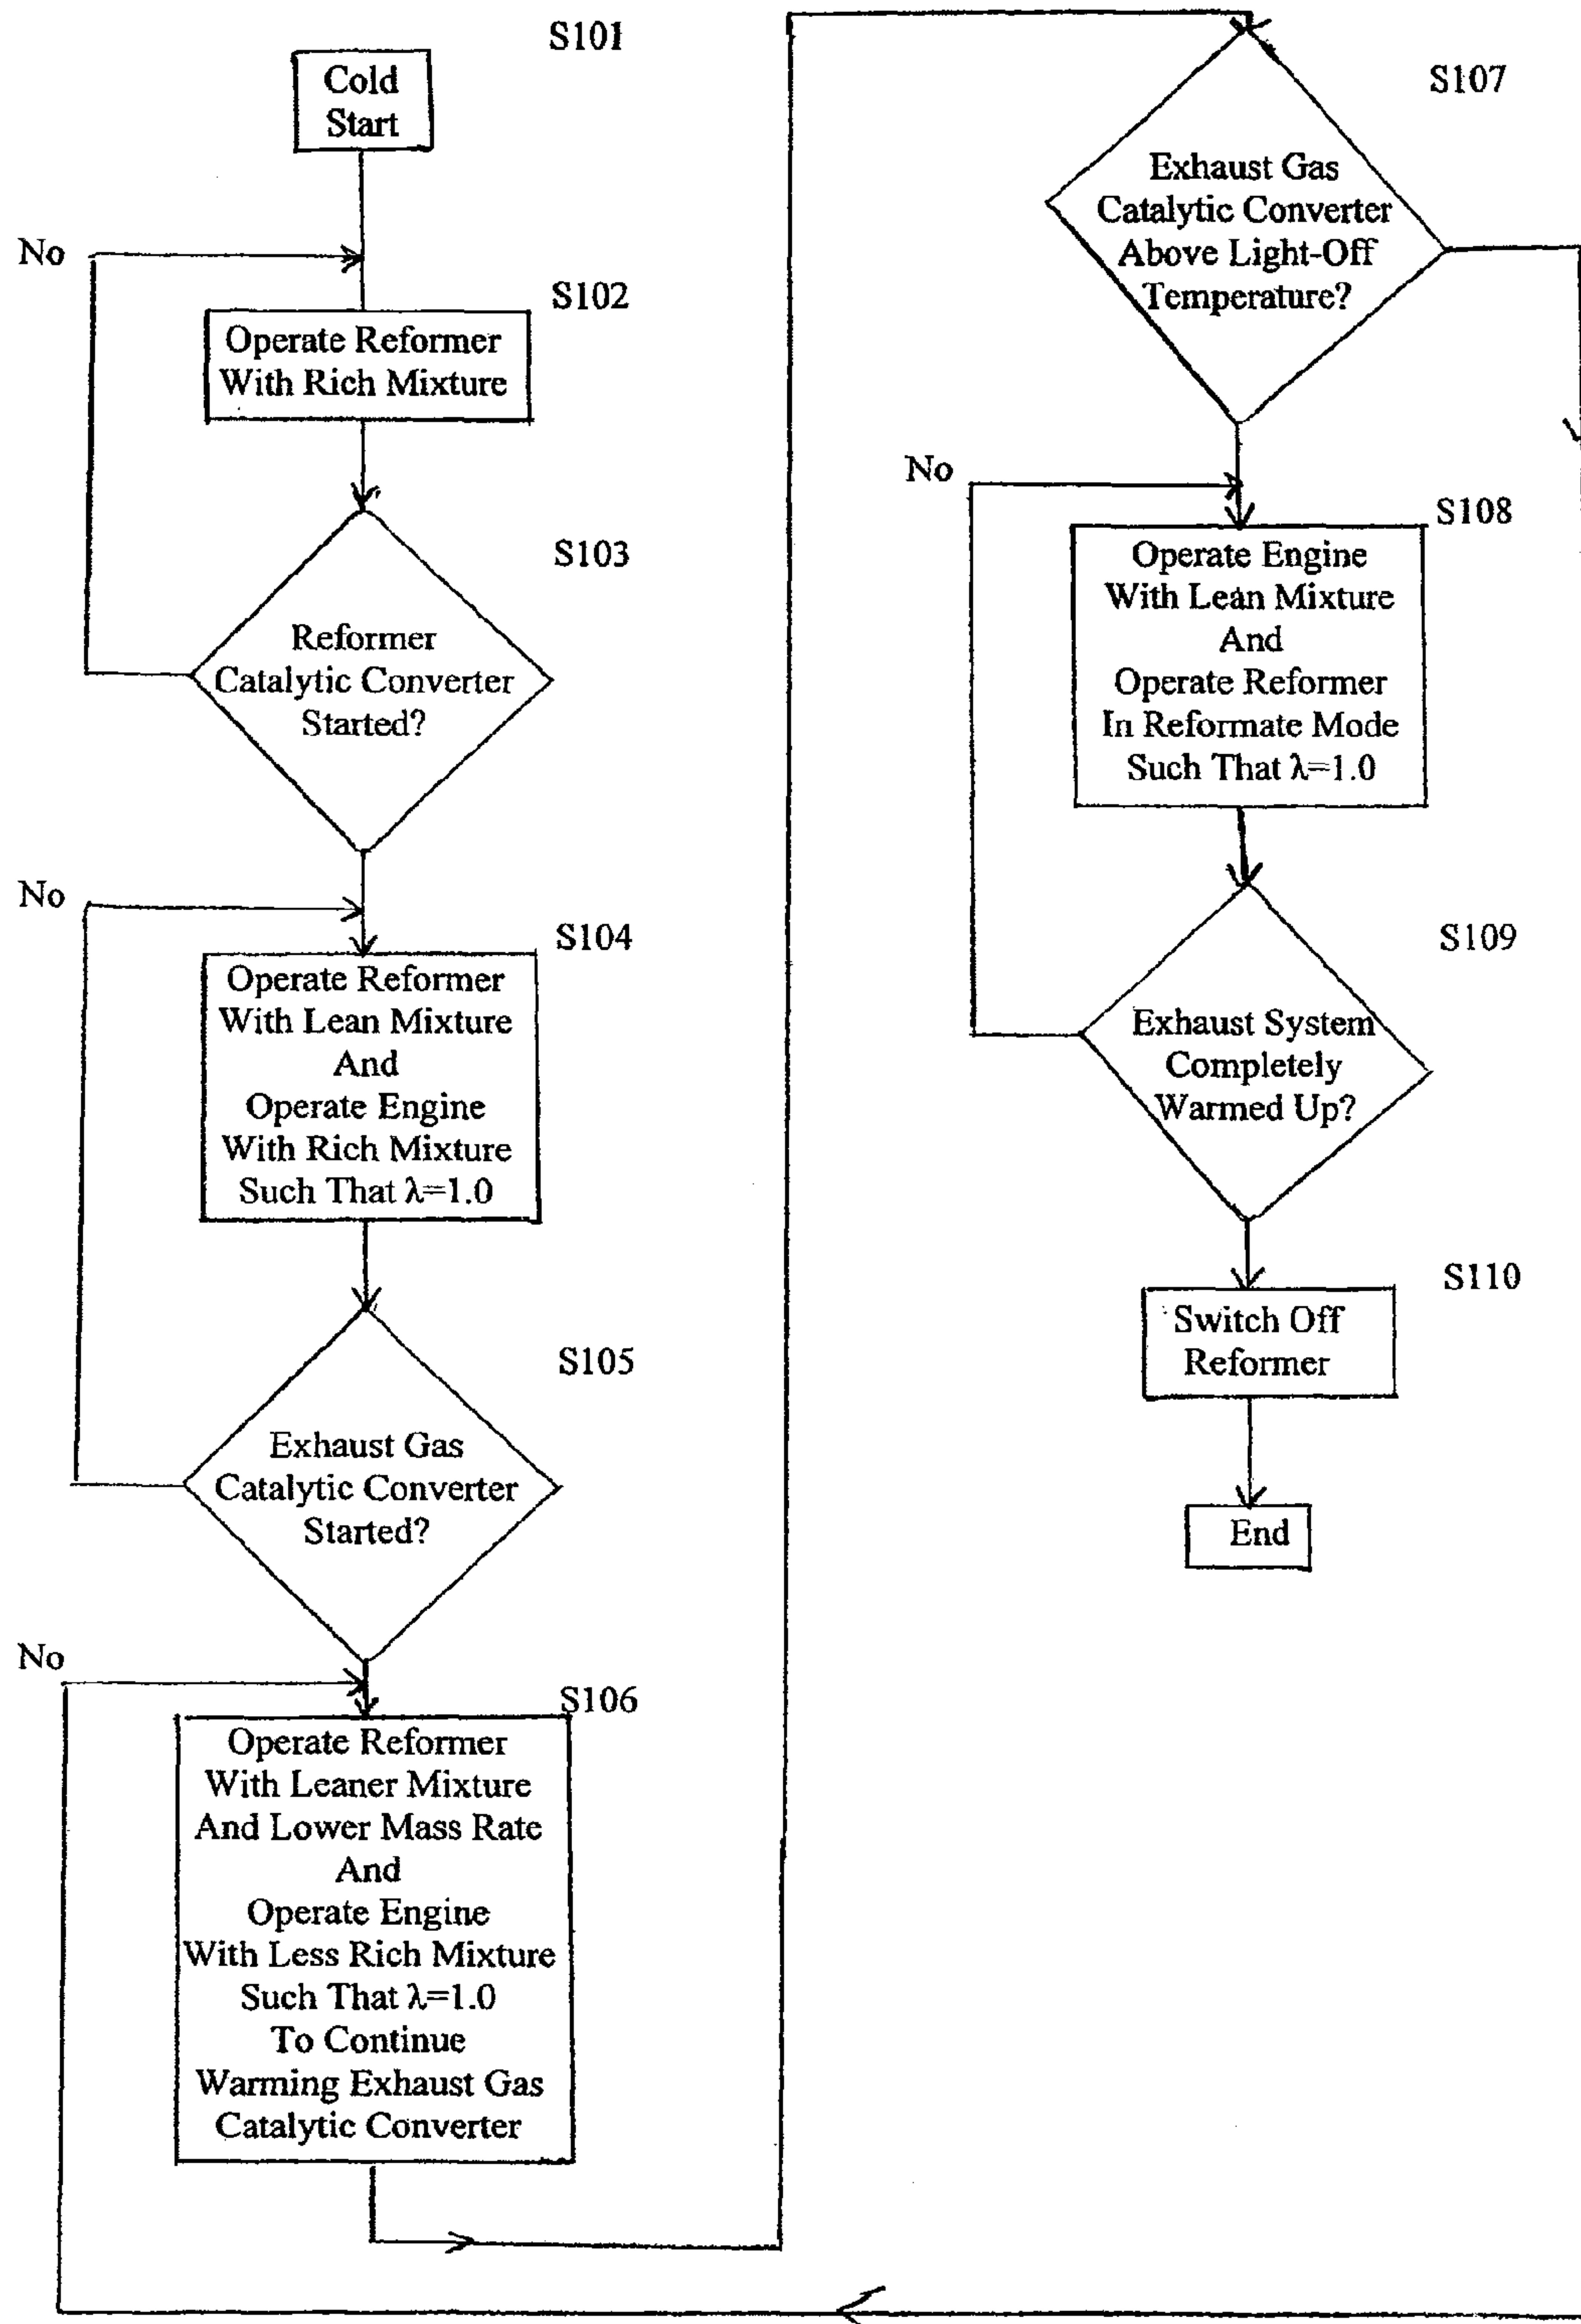 S101
Cold
Start
No
S102
Operate Reformer
With Rich Mixture
S103
Reformer
Catalytic Converter
Started?
No
S104
Operate Reformer
With Lean Mixture
And
Operate Engine
With Rich Mixture
Such That λ=1.0
S105
Exhaust Gas
Catalytic Converter
Started?
No
S106
Operate Reformer
With Leaner Mixture
And Lower Mass Rate
And
Operate Engine
With Less Rich Mixture
Such That λ=1.0
To Continue
Warming Exhaust Gas
Catalytic Converter
S107
Exhaust Gas
Catalytic Converter
Above Light-Off
Temperature?
No
S108
Operate Engine
With Lean Mixture
And
Operate Reformer
In Reformate Mode
Such That λ=1.0
S109
Exhaust System
Completely
Warmed Up?
S110
Switch Off
Reformer
End